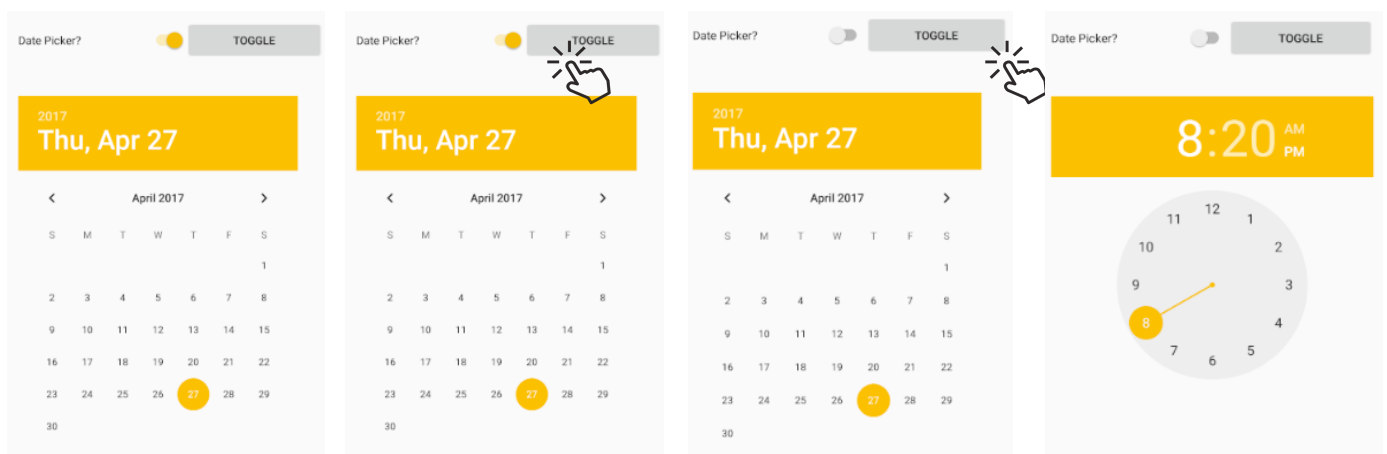 Date Picker? TOGGLE
2017
Thu, Apr 27
April 2017
S M T W T F S
1
2 3 4 5 6 7 8
9 10 11 12 13 14 15
16 17 18 19 20 21 22
23 24 25 26 27 28 29
30
Date Picker? TOGGLE
2017
Thu, Apr 27
April 2017
S M T W T F S
1
2 3 4 5 6 7 8
9 10 11 12 13 14 15
16 17 18 19 20 21 22
23 24 25 26 27 28 29
30
Date Picker? TOGGLE
2017
Thu, Apr 27
April 2017
S M T W T F S
1
2 3 4 5 6 7 8
9 10 11 12 13 14 15
16 17 18 19 20 21 22
23 24 25 26 27 28 29
30
Date Picker? TOGGLE
8:20 AM
PM
12
11 1
10 2
9 3
8 4
7 5
6